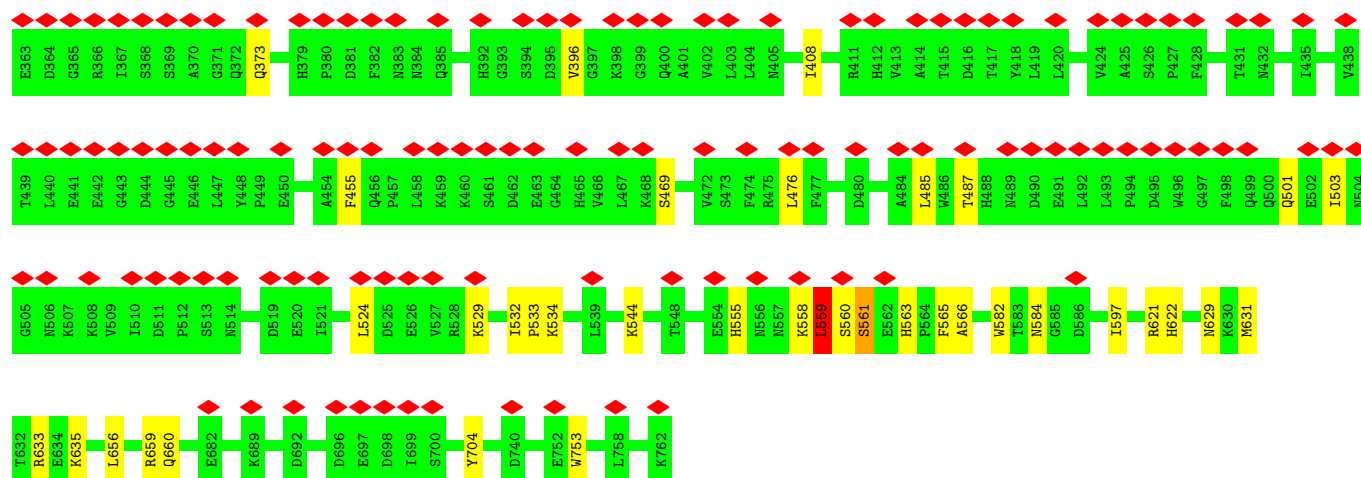 E363 D364 G365 R366 I367 S368 S369 A370 G371 Q372 Q373 H379 P380 D381 F382 N383 N384 Q385 H392 G393 S394 D395 V396 G397 K398 G399 Q400 A401 V402 L403 L404 N405 I408 R411 H412 V413 A414 T415 D416 T417 Y418 L419 L420 V424 A425 S426 P427 F428 T431 N432 I435 V438
T439 L440 E441 E442 G443 D444 G445 E446 L447 Y448 P449 E450 A454 F455 Q456 P457 L458 K459 K460 S461 D462 E463 G464 H465 V466 L467 K468 S469 V472 S473 F474 R475 L476 F477 D480 A484 L485 W486 T487 H488 N489 D490 E491 L492 L493 P494 D495 W496 G497 F498 Q499 Q500 Q501 E502 I503 N504
G505 N506 K507 K508 V509 I510 D511 P512 S513 N514 D519 E520 I521 L524 D525 E526 V527 R528 K529 I532 P533 K534 L539 K544 T548 E554 H555 N556 N557 K558 L559 S560 S561 E562 H563 P564 F565 A566 W582 T583 N584 G585 D586 I597 R621 H622 N629 K630 M631
T632 R633 E634 K635 L656 R659 Q660 E682 K689 D692 D696 E697 D698 I699 S700 Y704 D740 E752 W753 L758 K762